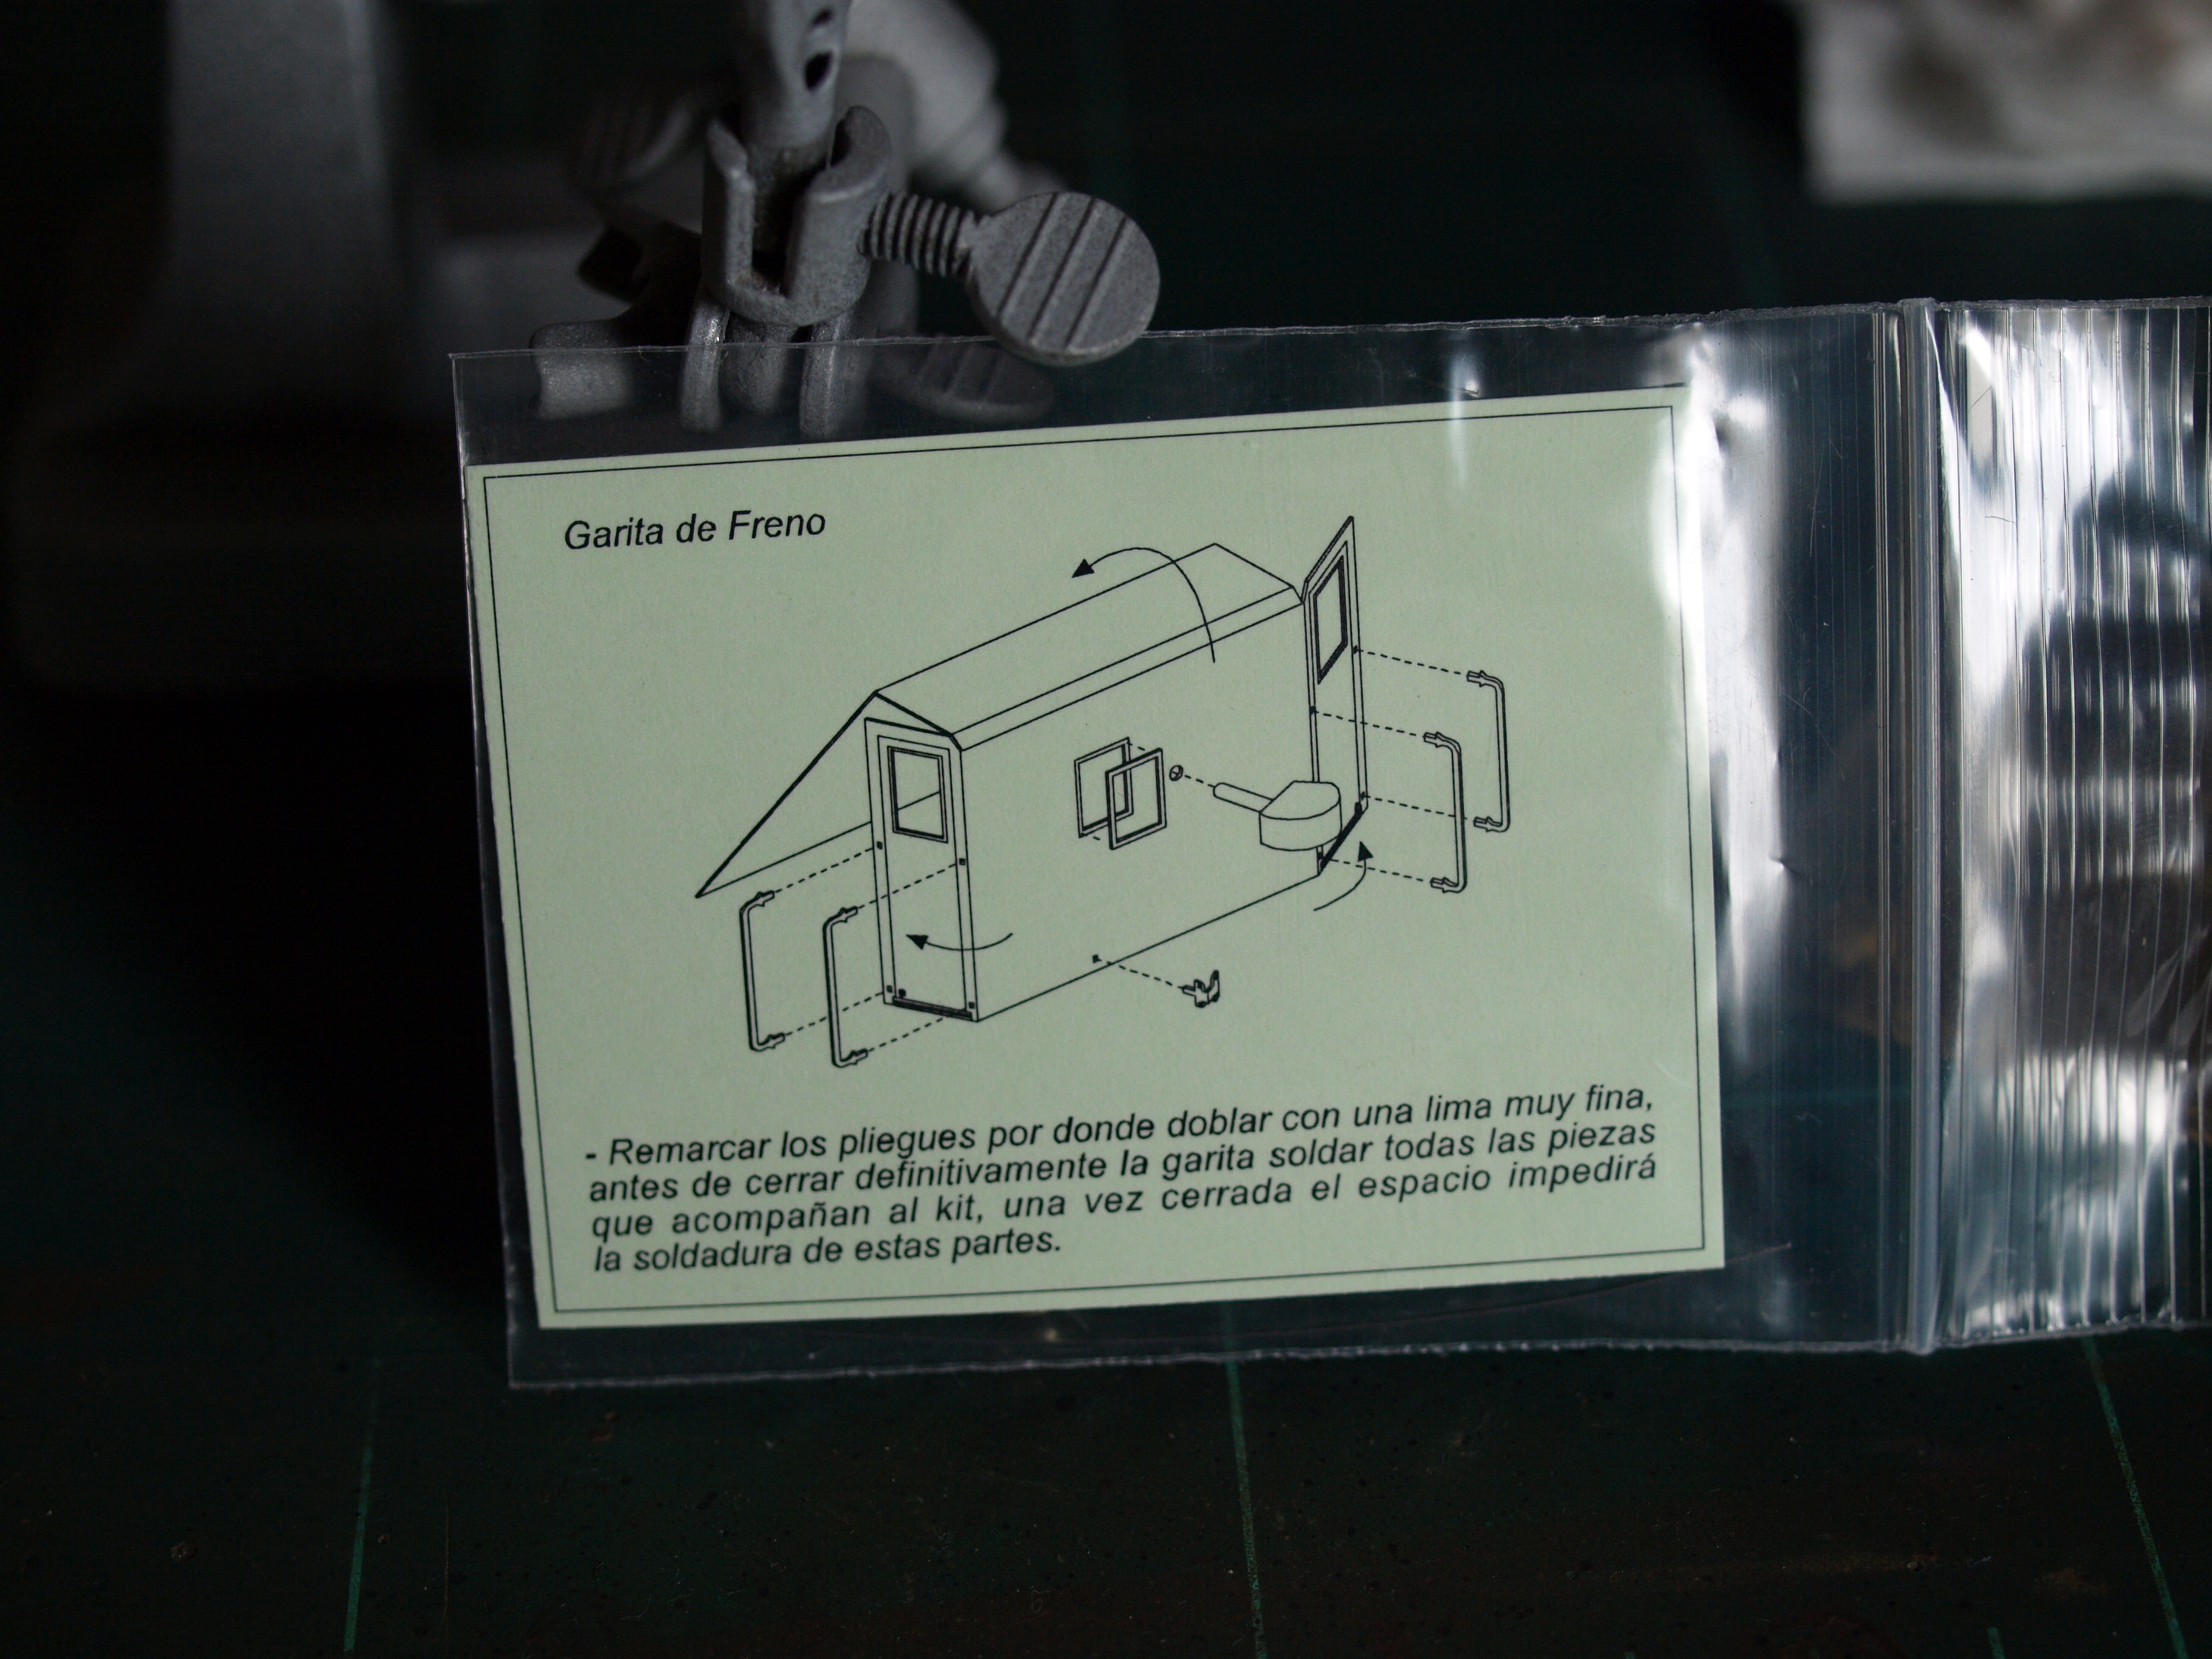 Garita de Freno
- Remarcar los pliegues por donde doblar con una lima muy fina,
antes de cerrar definitivamente la garita soldar todas las piezas
que acompañan al kit, una vez cerrada el espacio impedirá
la soldadura de estas partes.